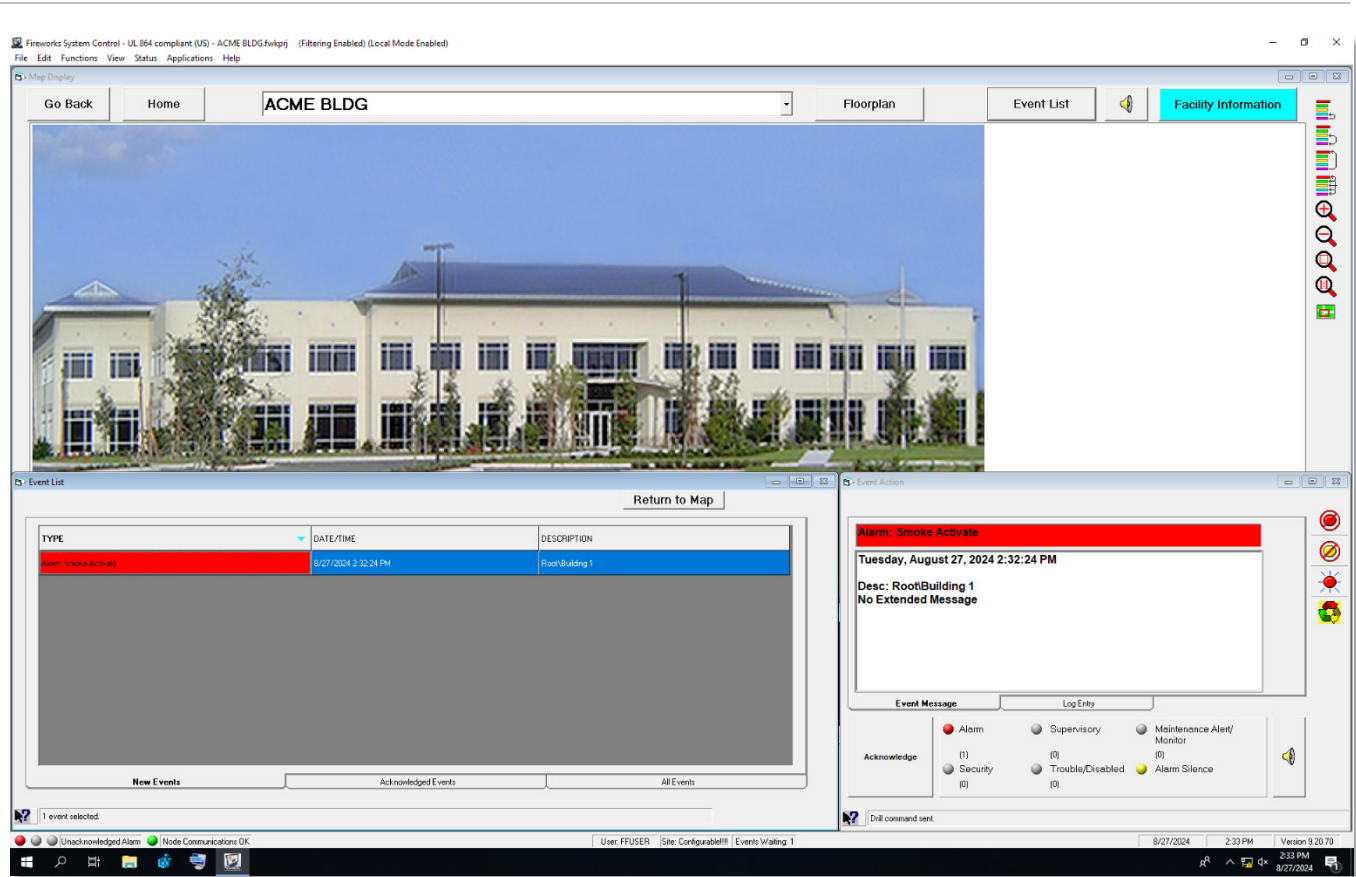 Fireworks System Control - UL 864 compliant (US) - ACME BLDG.fwkprj (Filtering Enabled) (Local Mode Enabled)
File Edit Functions View Status Applications Help
Map Display
Go Back Home ACME BLDG Floorplan Event List Facility Information
Event List
Return to Map
TYPE DATE/TIME DESCRIPTION
Alarm: Smoke Activate 8/27/2024 2:32:24 PM Root\Building 1
New Events Acknowledged Events All Events
1 event selected.
Event Action
Alarm: Smoke Activate
Tuesday, August 27, 2024 2:32:24 PM
Desc: Root\Building 1
No Extended Message
Event Message Log Entry
Acknowledge
Alarm Supervisory Maintenance Alert/
Monitor
(1) (0) (0)
Security Trouble/Disabled Alarm Silence
(0) (0)
Drill command sent.
Unacknowledged Alarm Node Communications OK User: FFUSER Site: Configurable!!!! Events Waiting: 1 8/27/2024 2:33 PM Version 9.20.70
2:33 PM
8/27/2024
1